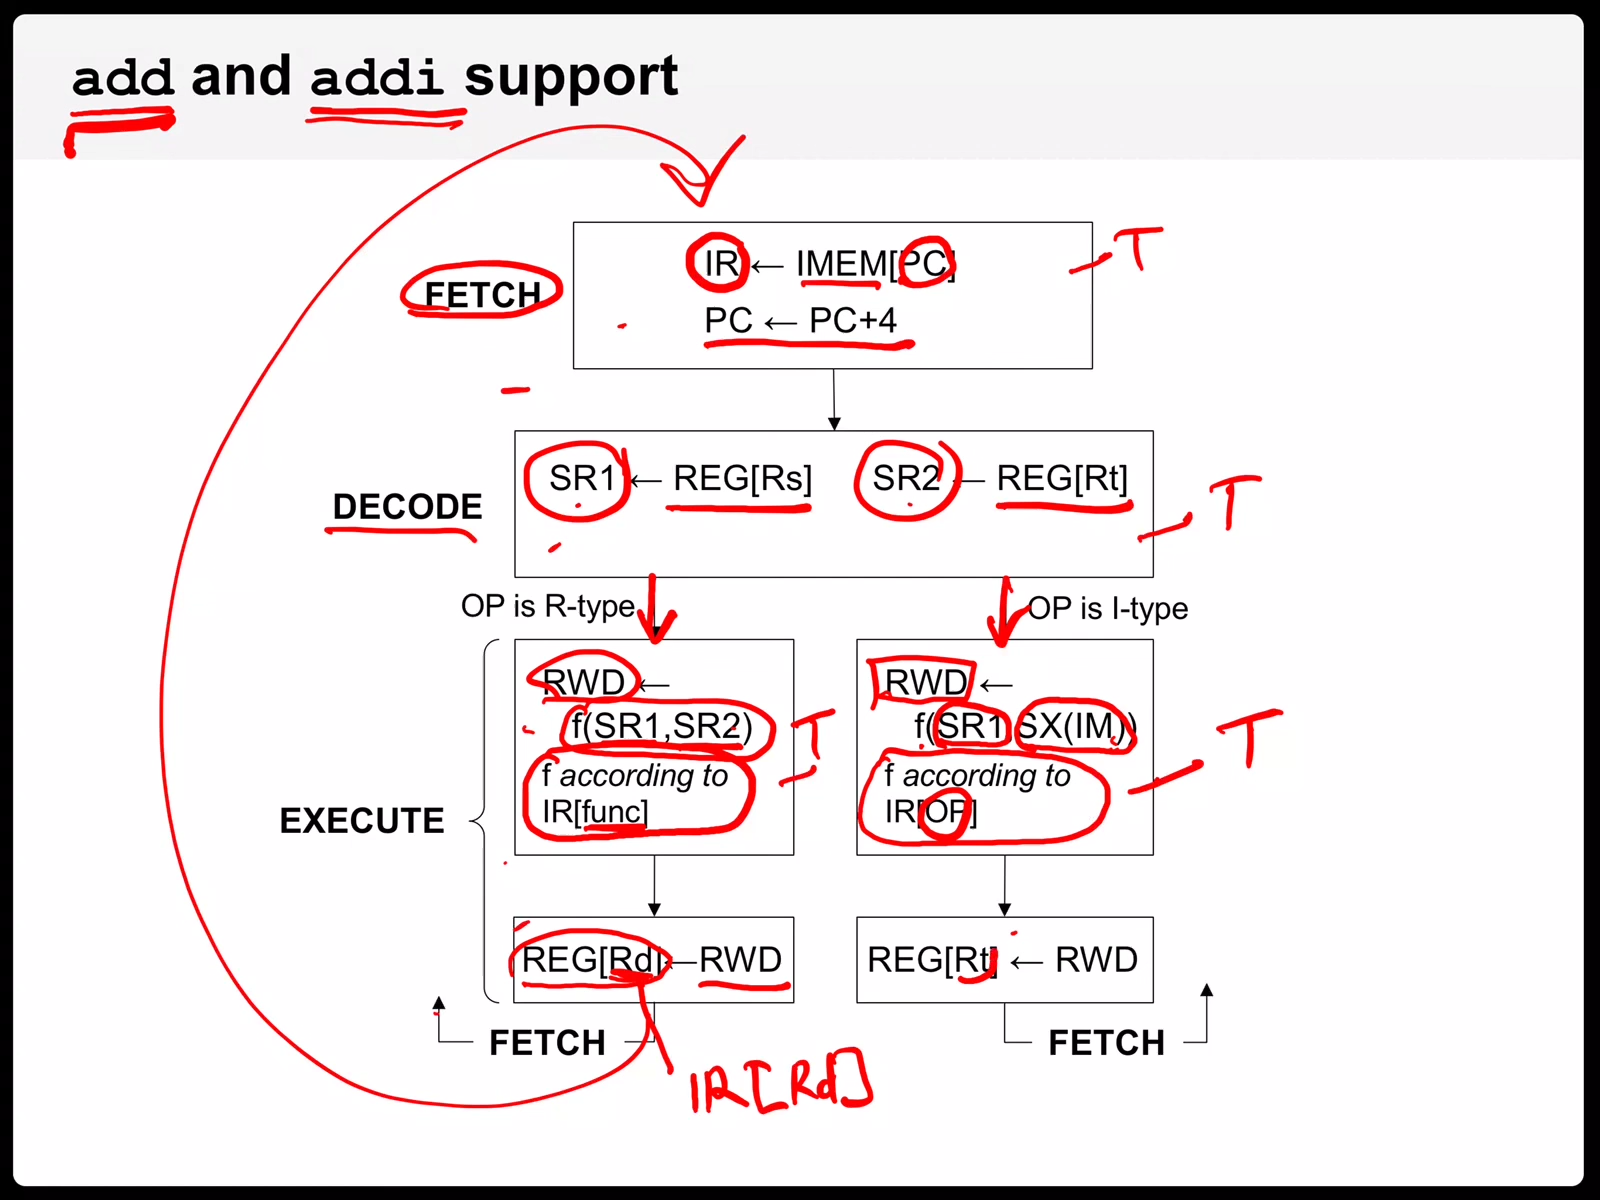 add and addi support
IR ← IMEM[PC]
T
FETCH
PC ← PC+4
SR1 ← REG[Rs] SR2 ← REG[Rt]
T
DECODE
OP is R-type OP is I-type
RWD ← RWD ←
f(SR1,SR2) T f(SR1,SX(IM)) T
f according to f according to
IR[func] IR[OP]
EXECUTE
REG[Rd]←RWD REG[Rt] ← RWD
FETCH FETCH
IR[Rd]